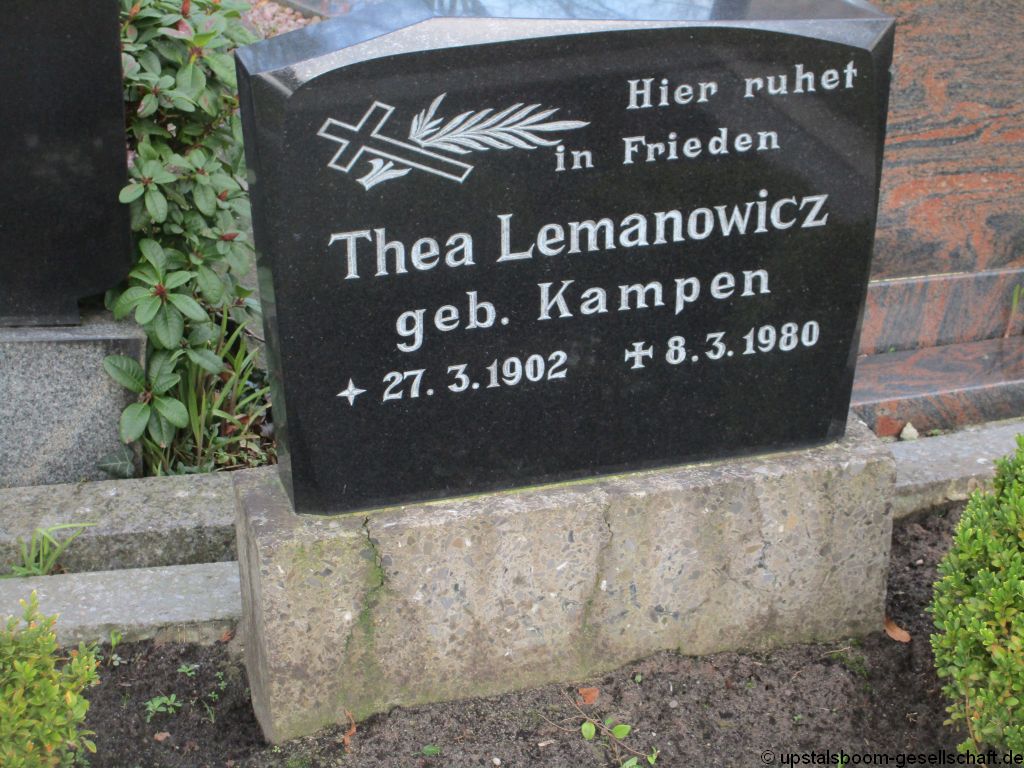 Hier ruhet
in Frieden
Thea Lemanowicz
geb. Kampen
27. 3. 1902 8. 3. 1980
© upstalsboom-gesellschaft.de